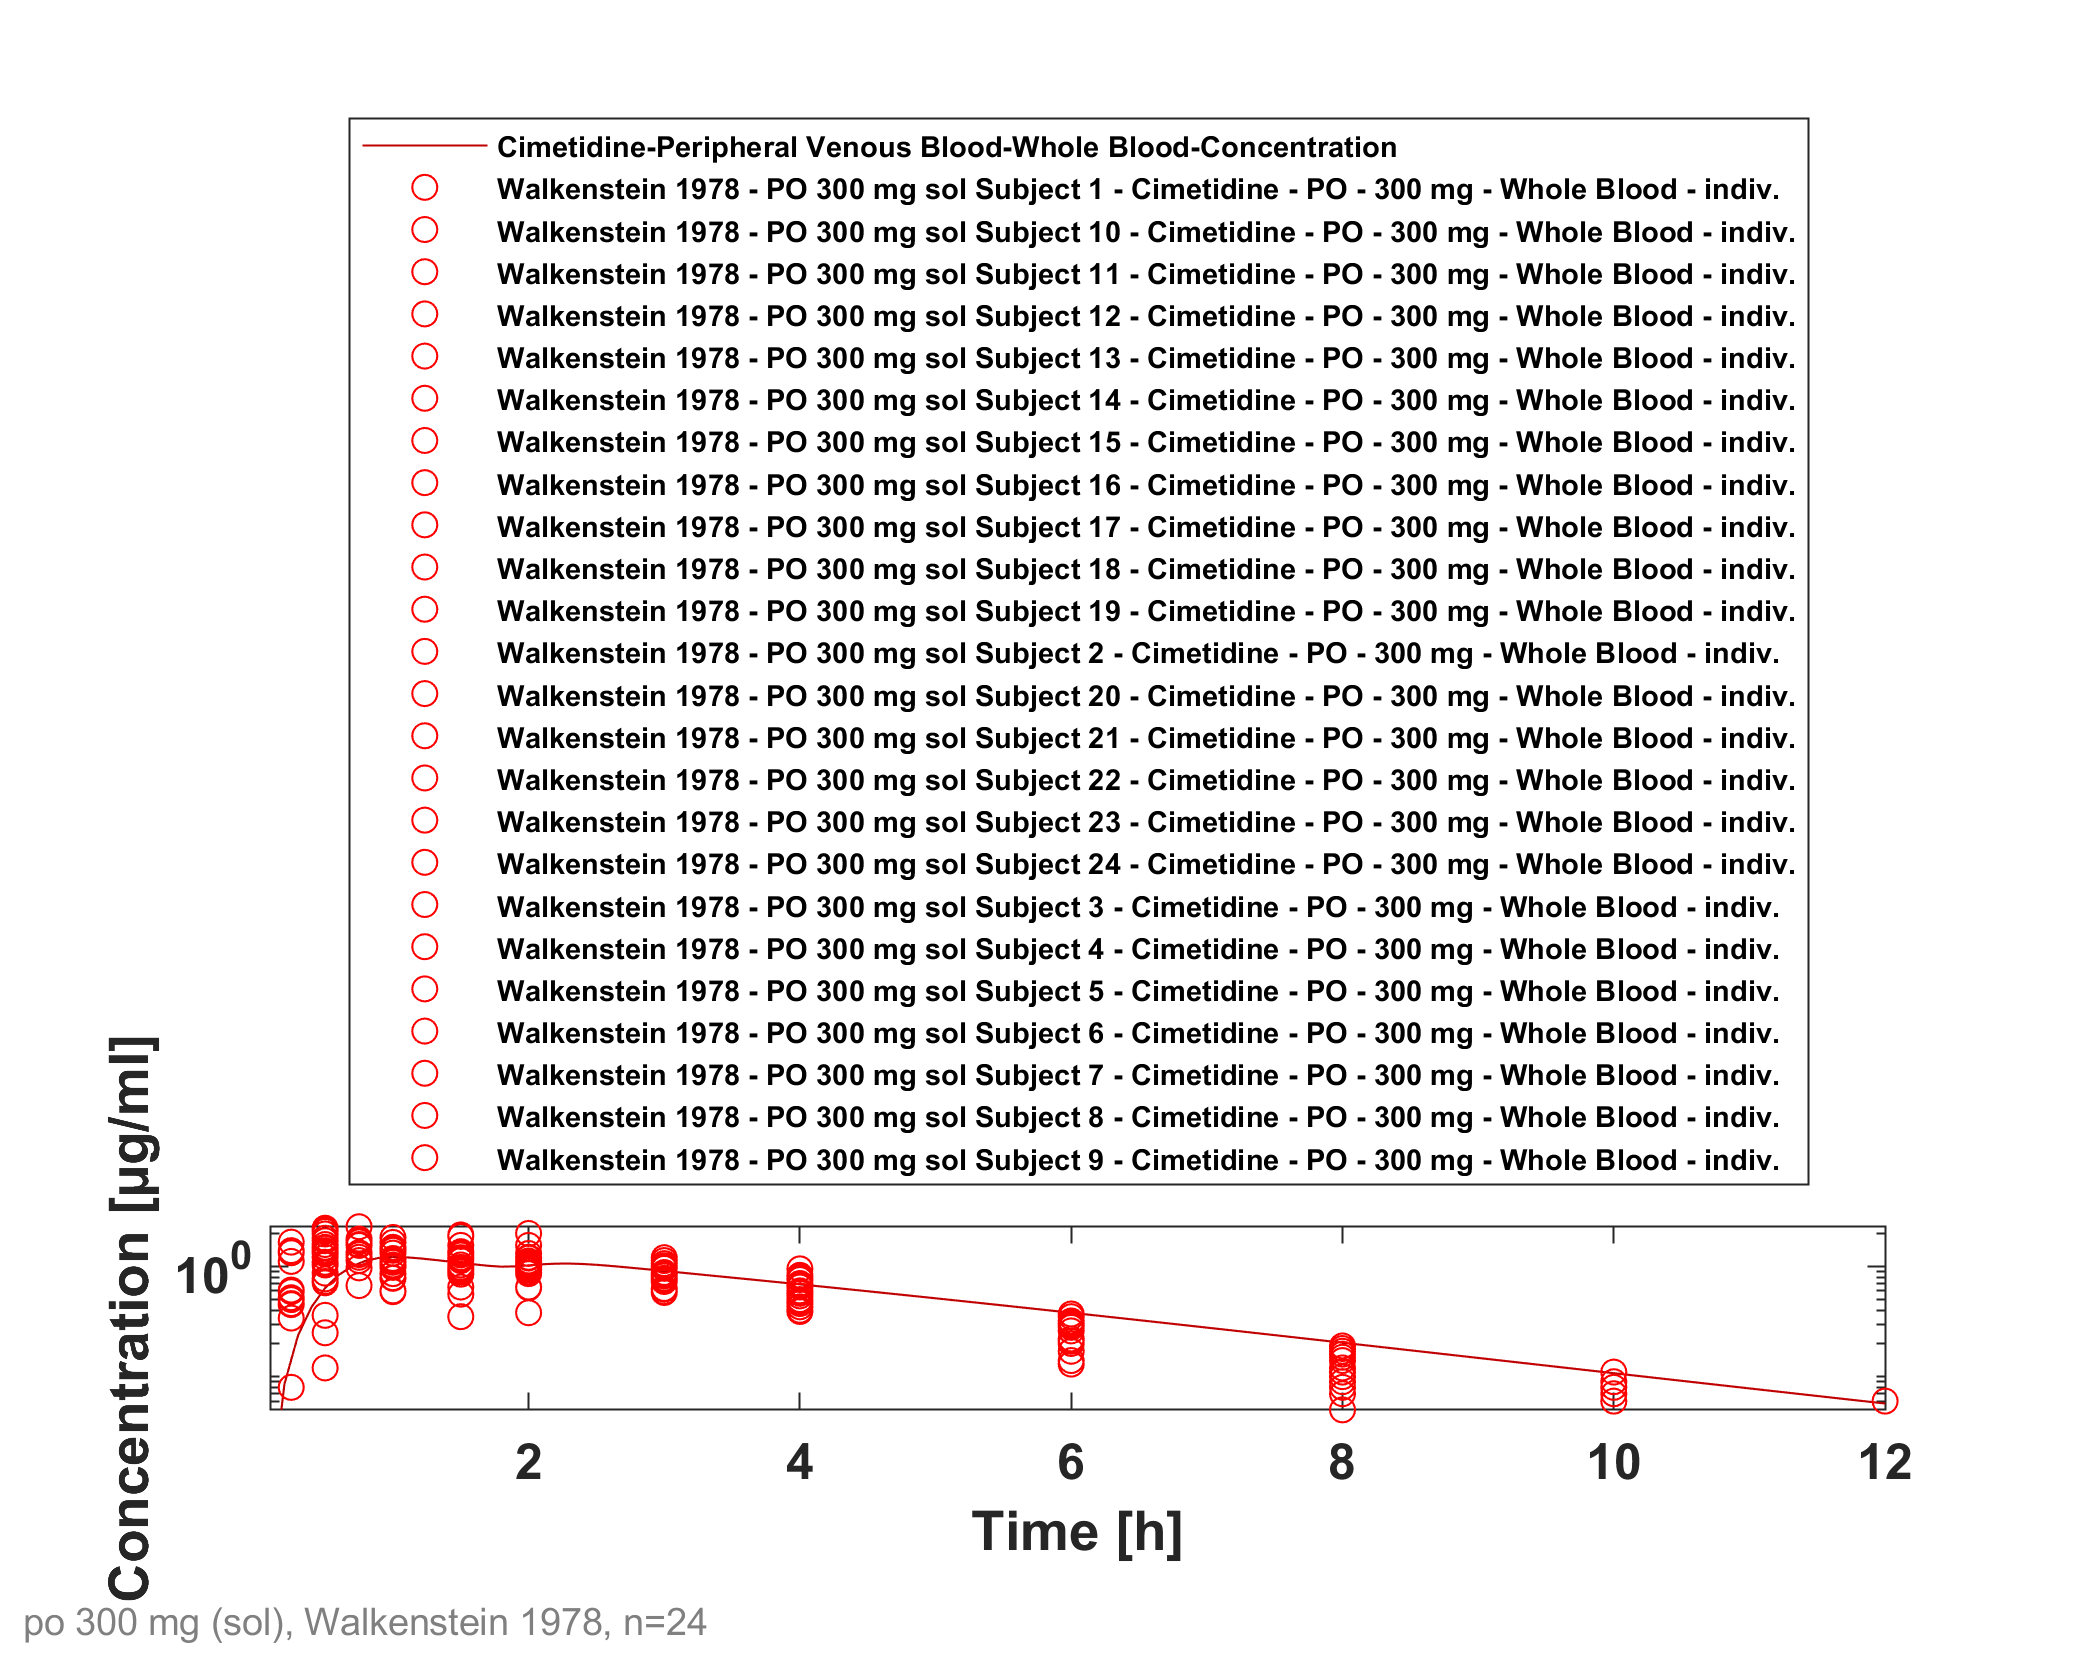 Cimetidine-Peripheral Venous Blood-Whole Blood-Concentration
Walkenstein 1978 - PO 300 mg sol Subject 1 - Cimetidine - PO - 300 mg - Whole Blood - indiv.
Walkenstein 1978 - PO 300 mg sol Subject 10 - Cimetidine - PO - 300 mg - Whole Blood - indiv.
Walkenstein 1978 - PO 300 mg sol Subject 11 - Cimetidine - PO - 300 mg - Whole Blood - indiv.
Walkenstein 1978 - PO 300 mg sol Subject 12 - Cimetidine - PO - 300 mg - Whole Blood - indiv.
Walkenstein 1978 - PO 300 mg sol Subject 13 - Cimetidine - PO - 300 mg - Whole Blood - indiv.
Walkenstein 1978 - PO 300 mg sol Subject 14 - Cimetidine - PO - 300 mg - Whole Blood - indiv.
Walkenstein 1978 - PO 300 mg sol Subject 15 - Cimetidine - PO - 300 mg - Whole Blood - indiv.
Walkenstein 1978 - PO 300 mg sol Subject 16 - Cimetidine - PO - 300 mg - Whole Blood - indiv.
Walkenstein 1978 - PO 300 mg sol Subject 17 - Cimetidine - PO - 300 mg - Whole Blood - indiv.
Walkenstein 1978 - PO 300 mg sol Subject 18 - Cimetidine - PO - 300 mg - Whole Blood - indiv.
Walkenstein 1978 - PO 300 mg sol Subject 19 - Cimetidine - PO - 300 mg - Whole Blood - indiv.
Walkenstein 1978 - PO 300 mg sol Subject 2 - Cimetidine - PO - 300 mg - Whole Blood - indiv.
Walkenstein 1978 - PO 300 mg sol Subject 20 - Cimetidine - PO - 300 mg - Whole Blood - indiv.
Walkenstein 1978 - PO 300 mg sol Subject 21 - Cimetidine - PO - 300 mg - Whole Blood - indiv.
Walkenstein 1978 - PO 300 mg sol Subject 22 - Cimetidine - PO - 300 mg - Whole Blood - indiv.
Walkenstein 1978 - PO 300 mg sol Subject 23 - Cimetidine - PO - 300 mg - Whole Blood - indiv.
Walkenstein 1978 - PO 300 mg sol Subject 24 - Cimetidine - PO - 300 mg - Whole Blood - indiv.
Walkenstein 1978 - PO 300 mg sol Subject 3 - Cimetidine - PO - 300 mg - Whole Blood - indiv.
Walkenstein 1978 - PO 300 mg sol Subject 4 - Cimetidine - PO - 300 mg - Whole Blood - indiv.
Walkenstein 1978 - PO 300 mg sol Subject 5 - Cimetidine - PO - 300 mg - Whole Blood - indiv.
Walkenstein 1978 - PO 300 mg sol Subject 6 - Cimetidine - PO - 300 mg - Whole Blood - indiv.
Walkenstein 1978 - PO 300 mg sol Subject 7 - Cimetidine - PO - 300 mg - Whole Blood - indiv.
Walkenstein 1978 - PO 300 mg sol Subject 8 - Cimetidine - PO - 300 mg - Whole Blood - indiv.
Walkenstein 1978 - PO 300 mg sol Subject 9 - Cimetidine - PO - 300 mg - Whole Blood - indiv.
Concentration [µg/ml]
10⁰
2 4 6 8 10 12
Time [h]
po 300 mg (sol), Walkenstein 1978, n=24